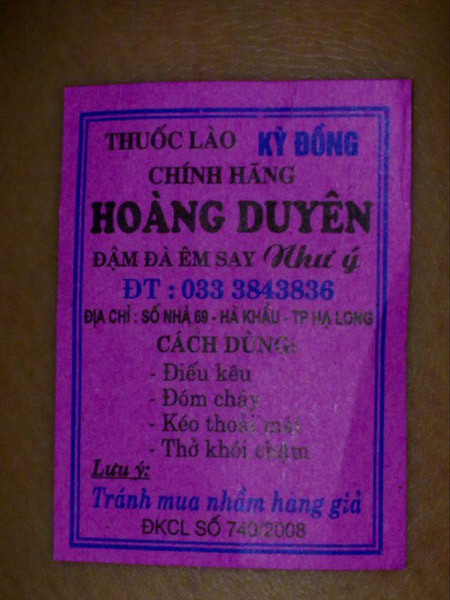 THUỐC LÀO KỲ ĐỒNG
CHÍNH HÃNG
HOÀNG DUYÊN
ĐẬM ĐÀ ÊM SAY Như ý
ĐT : 033 3843836
ĐỊA CHỈ : SỐ NHÀ 69 - HÀ KHẨU - TP HẠ LONG
CÁCH DÙNG:
- Điếu kêu
- Đóm cháy
- Kéo thoải mái
- Thở khói chậm
Lưu ý:
Tránh mua nhầm hàng giả
ĐKCL SỐ 740/2008